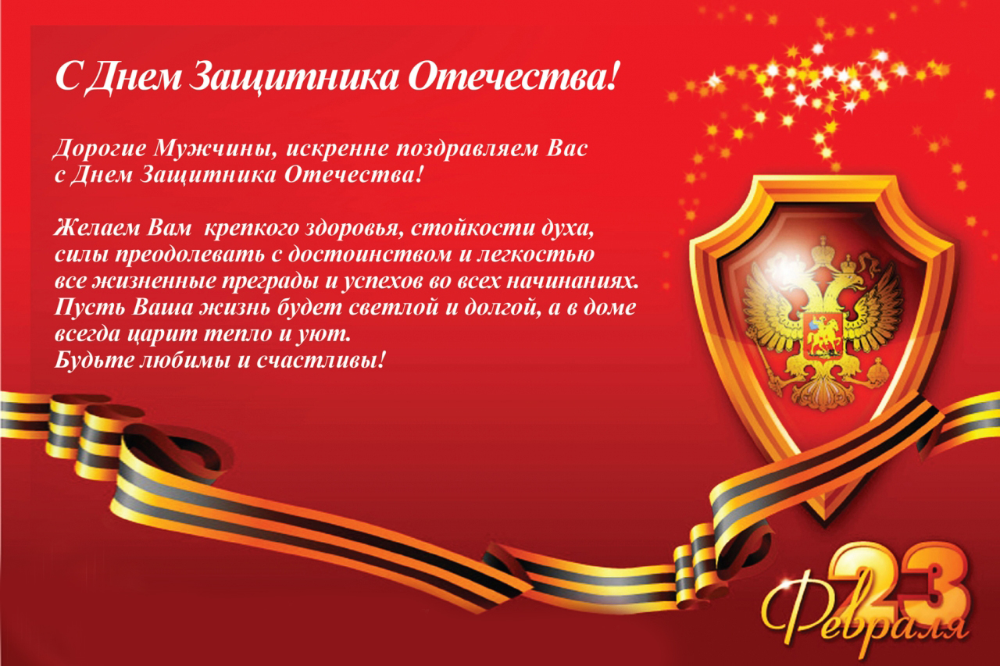 С Днем Защитника Отечества!
Дорогие Мужчины, искренне поздравляем Вас
с Днем Защитника Отечества!
Желаем Вам крепкого здоровья, стойкости духа,
силы преодолевать с достоинством и легкостью
все жизненные преграды и успехов во всех начинаниях.
Пусть Ваша жизнь будет светлой и долгой, а в доме
всегда царит тепло и уют.
Будьте любимы и счастливы!
23
Февраля